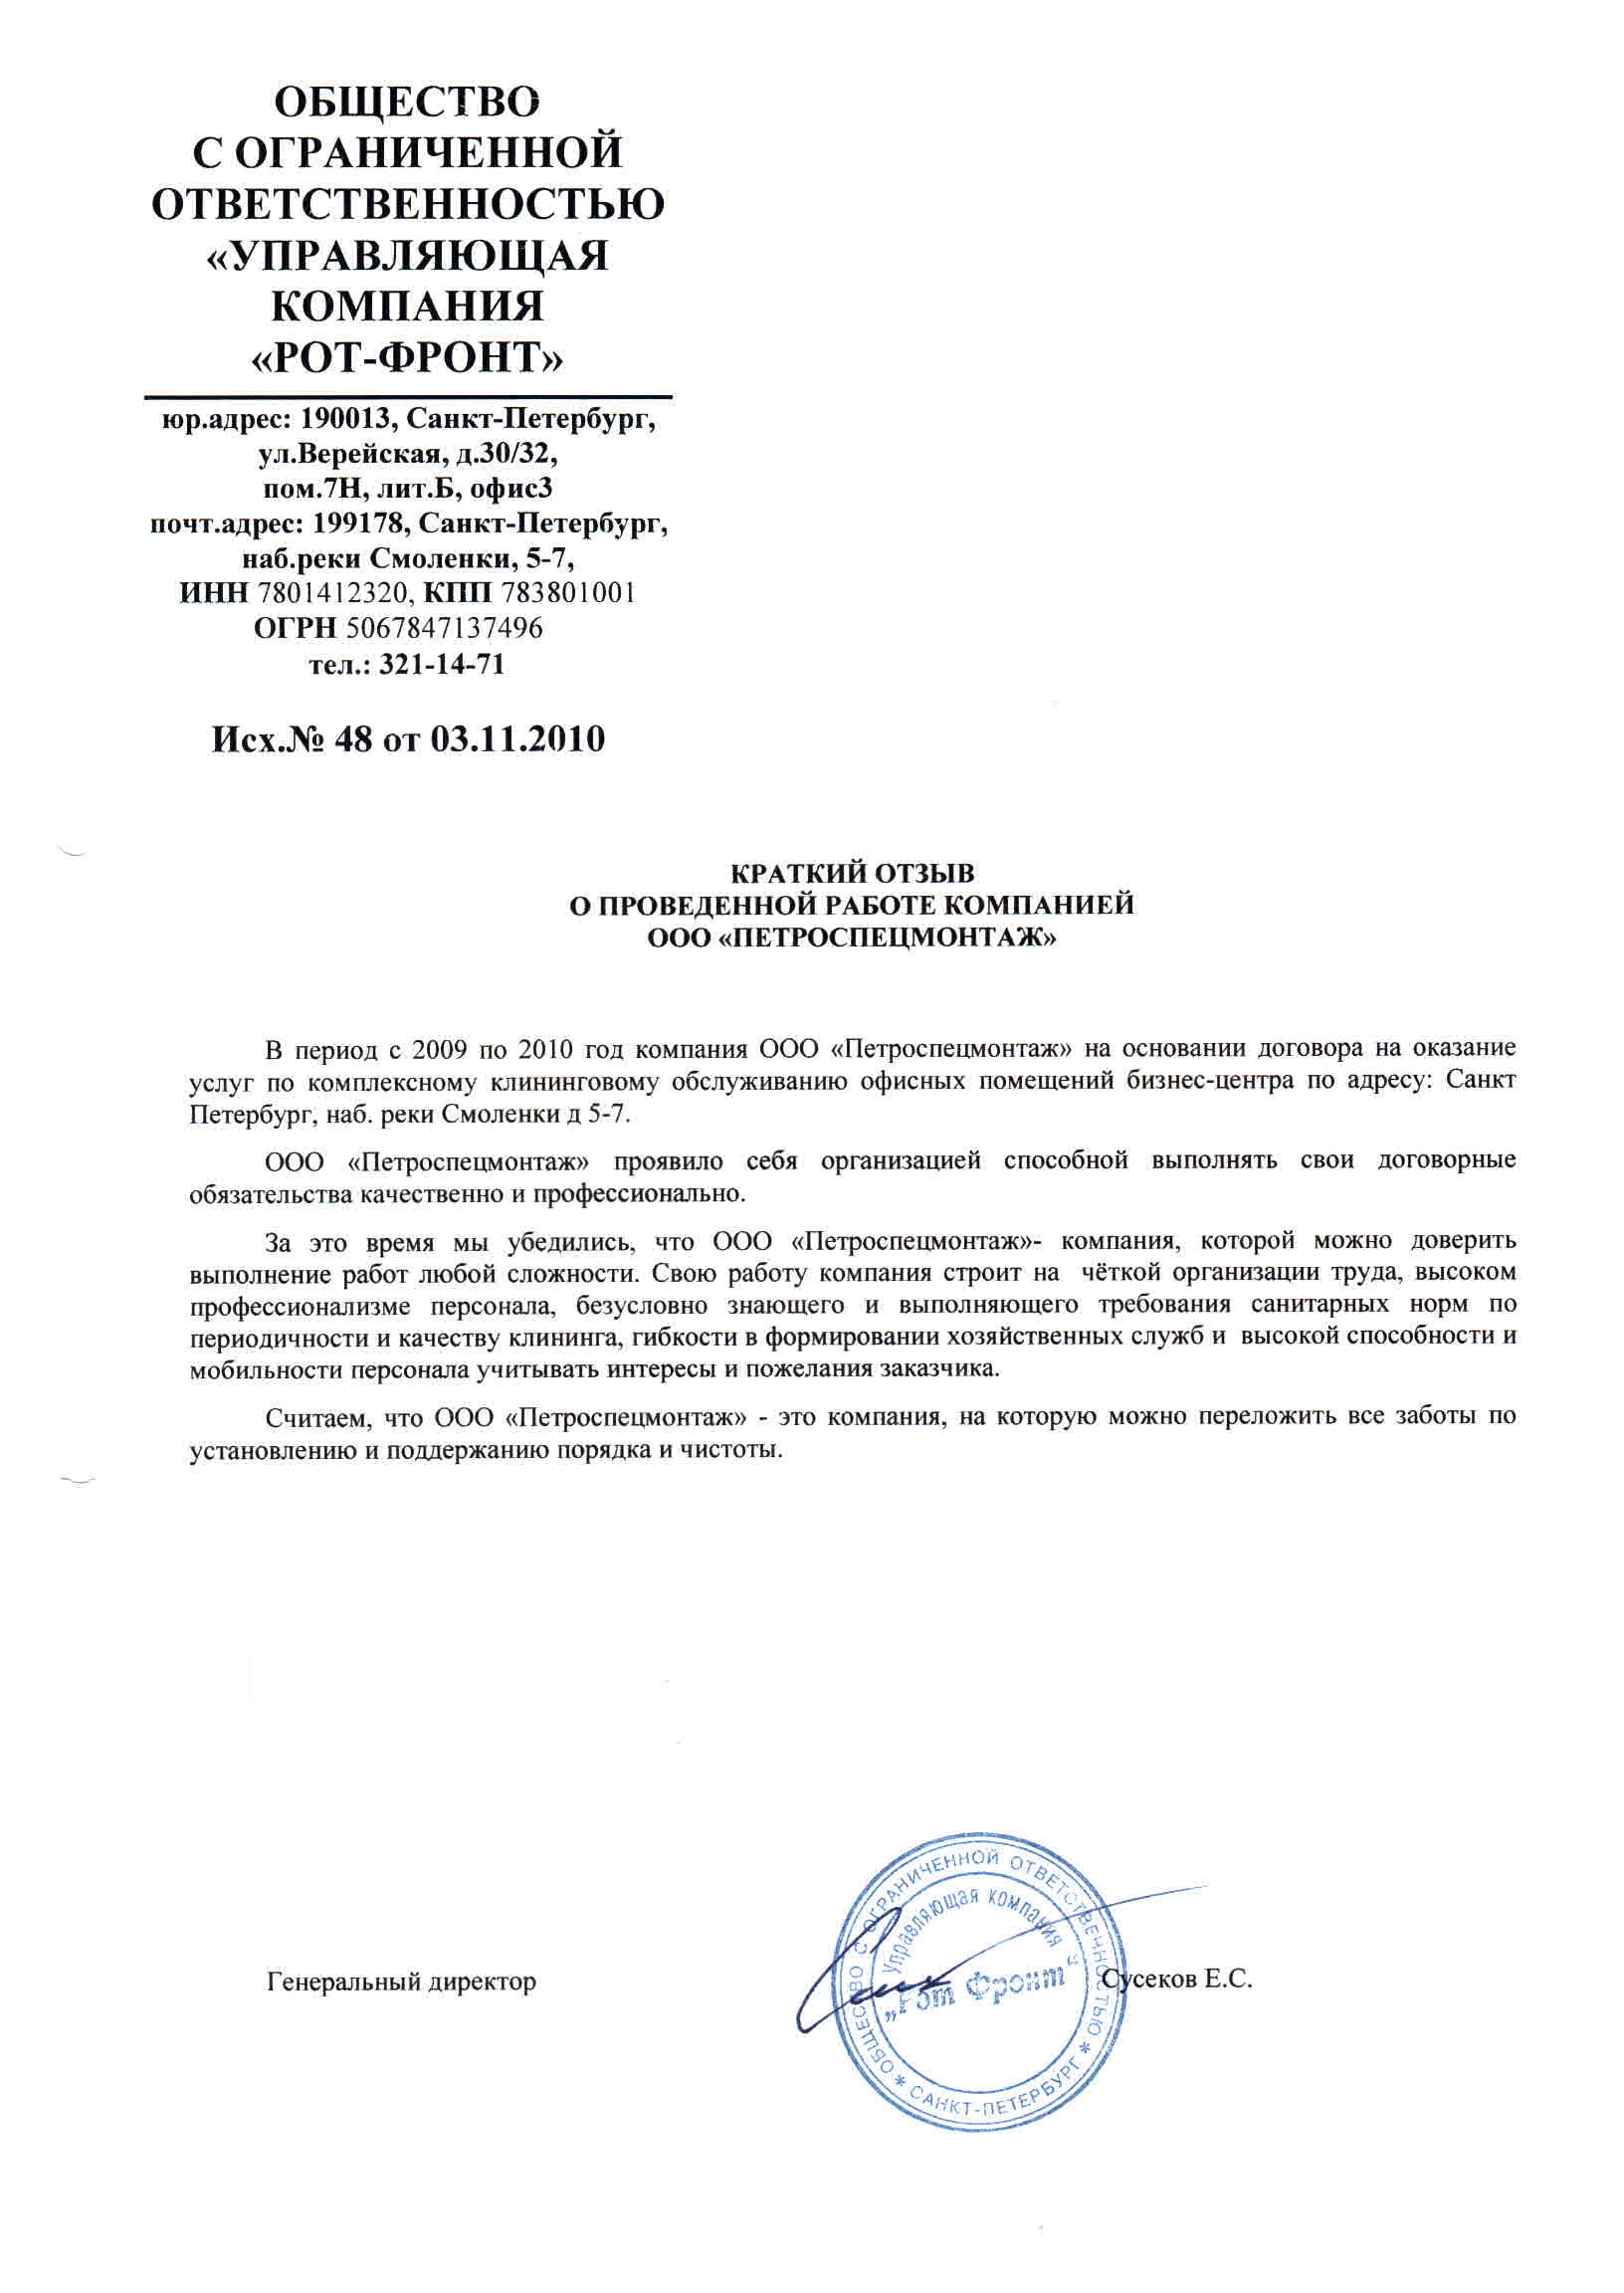 ОБЩЕСТВО
С ОГРАНИЧЕННОЙ
ОТВЕТСТВЕННОСТЬЮ
«УПРАВЛЯЮЩАЯ
КОМПАНИЯ
«РОТ-ФРОНТ»
юр.адрес: 190013, Санкт-Петербург,
ул.Верейская, д.30/32,
пом.7Н, лит.Б, офис3
почт.адрес: 199178, Санкт-Петербург,
наб.реки Смоленки, 5-7,
ИНН 7801412320, КПП 783801001
ОГРН 5067847137496
тел.: 321-14-71
Исх.№ 48 от 03.11.2010
КРАТКИЙ ОТЗЫВ
О ПРОВЕДЕННОЙ РАБОТЕ КОМПАНИЕЙ
ООО «ПЕТРОСПЕЦМОНТАЖ»
В период с 2009 по 2010 год компания ООО «Петроспецмонтаж» на основании договора на оказание
услуг по комплексному клининговому обслуживанию офисных помещений бизнес-центра по адресу: Санкт
Петербург, наб. реки Смоленки д 5-7.
ООО «Петроспецмонтаж» проявило себя организацией способной выполнять свои договорные
обязательства качественно и профессионально.
За это время мы убедились, что ООО «Петроспецмонтаж»- компания, которой можно доверить
выполнение работ любой сложности. Свою работу компания строит на чёткой организации труда, высоком
профессионализме персонала, безусловно знающего и выполняющего требования санитарных норм по
периодичности и качеству клининга, гибкости в формировании хозяйственных служб и высокой способности и
мобильности персонала учитывать интересы и пожелания заказчика.
Считаем, что ООО «Петроспецмонтаж» - это компания, на которую можно переложить все заботы по
установлению и поддержанию порядка и чистоты.
Генеральный директор
Сусеков Е.С.
ОБЩЕСТВО С ОГРАНИЧЕННОЙ ОТВЕТСТВЕННОСТЬЮ
* САНКТ-ПЕТЕРБУРГ *
Управляющая компания
„Рот Фронт“